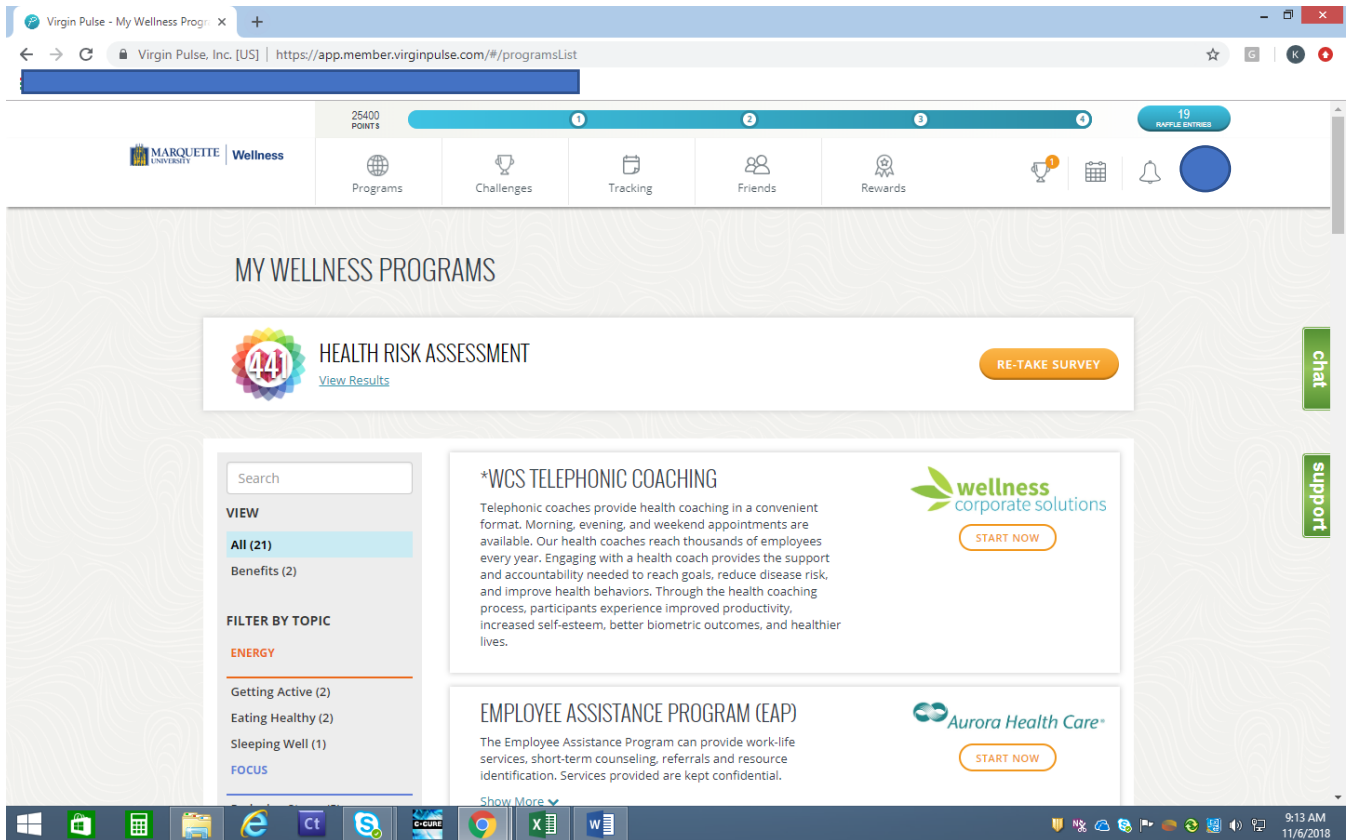 Virgin Pulse - My Wellness Progr
Virgin Pulse, Inc. [US] | https://app.member.virginpulse.com/#/programsList
G
K
25400
POINTS
1
2
3
4
19
RAFFLE ENTRIES
MARQUETTE
UNIVERSITY
Wellness
Programs
Challenges
Tracking
Friends
Rewards
1
MY WELLNESS PROGRAMS
441
HEALTH RISK ASSESSMENT
View Results
RE-TAKE SURVEY
chat
support
Search
VIEW
All (21)
Benefits (2)
FILTER BY TOPIC
ENERGY
Getting Active (2)
Eating Healthy (2)
Sleeping Well (1)
FOCUS
*WCS TELEPHONIC COACHING
Telephonic coaches provide health coaching in a convenient
format. Morning, evening, and weekend appointments are
available. Our health coaches reach thousands of employees
every year. Engaging with a health coach provides the support
and accountability needed to reach goals, reduce disease risk,
and improve health behaviors. Through the health coaching
process, participants experience improved productivity,
increased self-esteem, better biometric outcomes, and healthier
lives.
wellness
corporate solutions
START NOW
EMPLOYEE ASSISTANCE PROGRAM (EAP)
The Employee Assistance Program can provide work-life
services, short-term counseling, referrals and resource
identification. Services provided are kept confidential.
Show More
Aurora Health Care®
START NOW
Ct
C•CURE
9:13 AM
11/6/2018